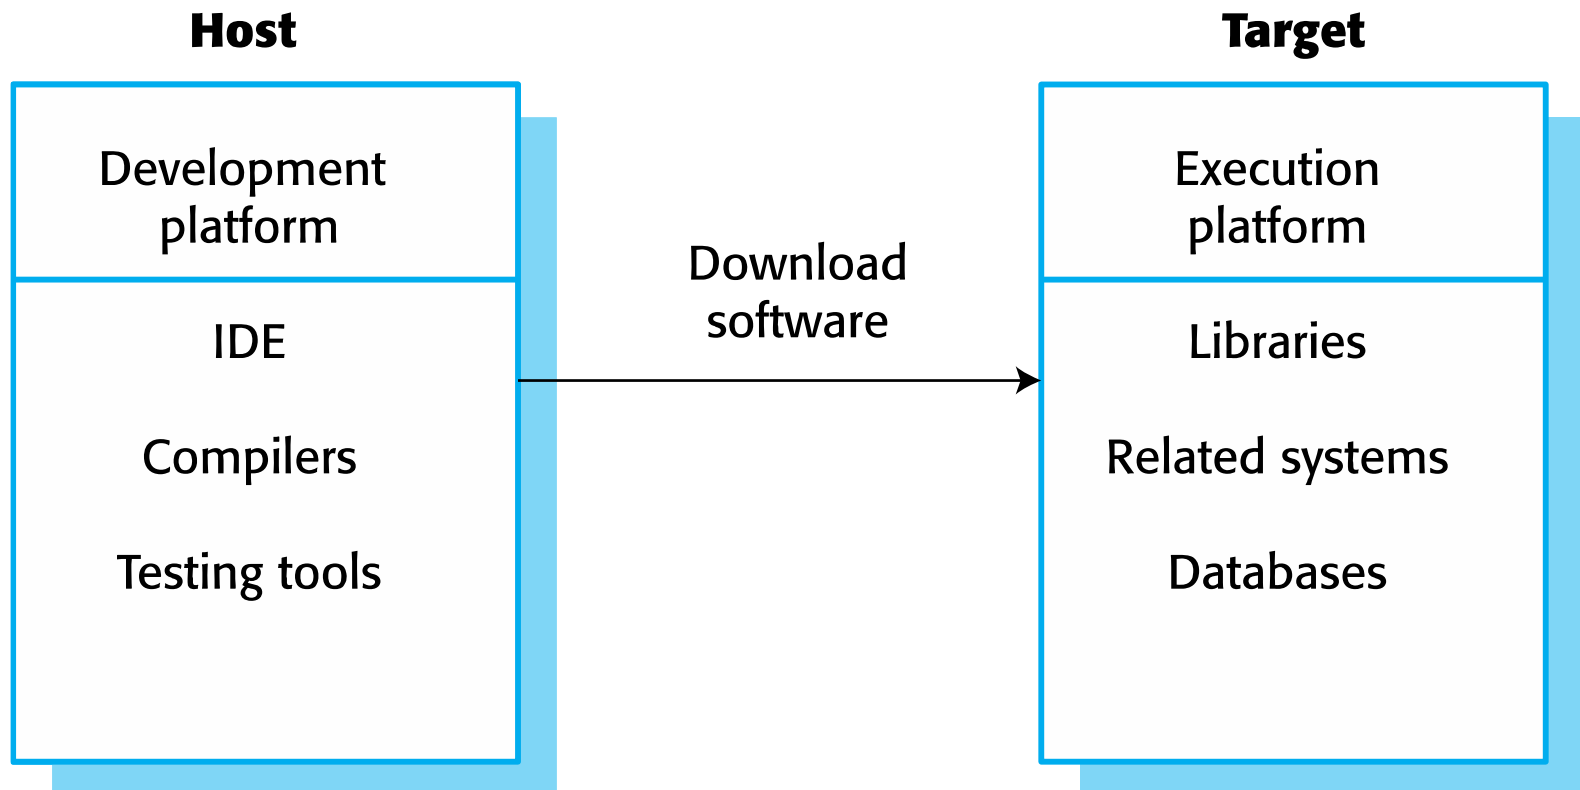 Host
Target
Development
platform
Execution
platform
Download
software
IDE
Compilers
Testing tools
Libraries
Related systems
Databases